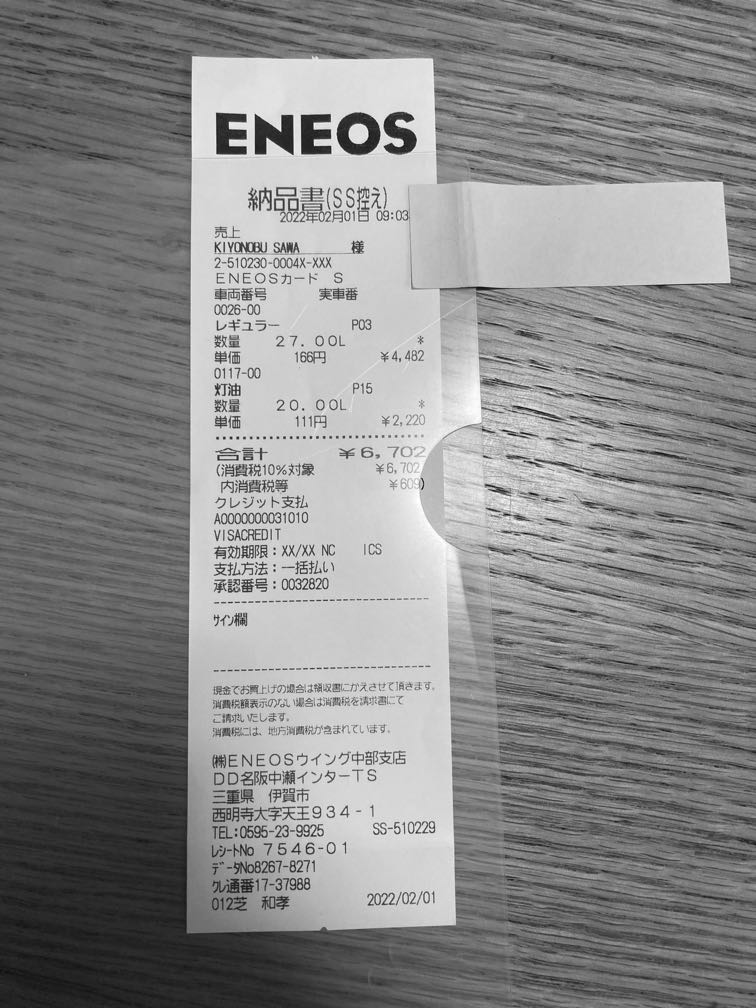 ENEOS
納品書(SS控え)
2022年02月01日 09:03
売上
KIYONOBU SAWA 様
2-510230-0004X-XXX
ENEOSカード S
車両番号 実車番
0026-00
レギュラー P03
数量 27.00L *
単価 166円 ¥4,482
0117-00
灯油 P15
数量 20.00L *
単価 111円 ¥2,220
合計 ¥6,702
(消費税10%対象 ¥6,702
内消費税等 ¥609)
クレジット支払
A0000000031010
VISACREDIT
有効期限:XX/XX NC ICS
支払方法:一括払い
承認番号:0032820
サイン欄
現金でお買上げの場合は領収書にかえさせて頂きます。
消費税額表示のない場合は消費税を請求書にて
ご請求いたします。
消費税には、地方消費税が含まれています。
㈱ENEOSウイング中部支店
DD名阪中瀬インターTS
三重県 伊賀市
西明寺大字天王934-1
TEL:0595-23-9925 SS-510229
レシートNo 7546-01
データNo8267-8271
クレ通番17-37988
012芝 和孝 2022/02/01